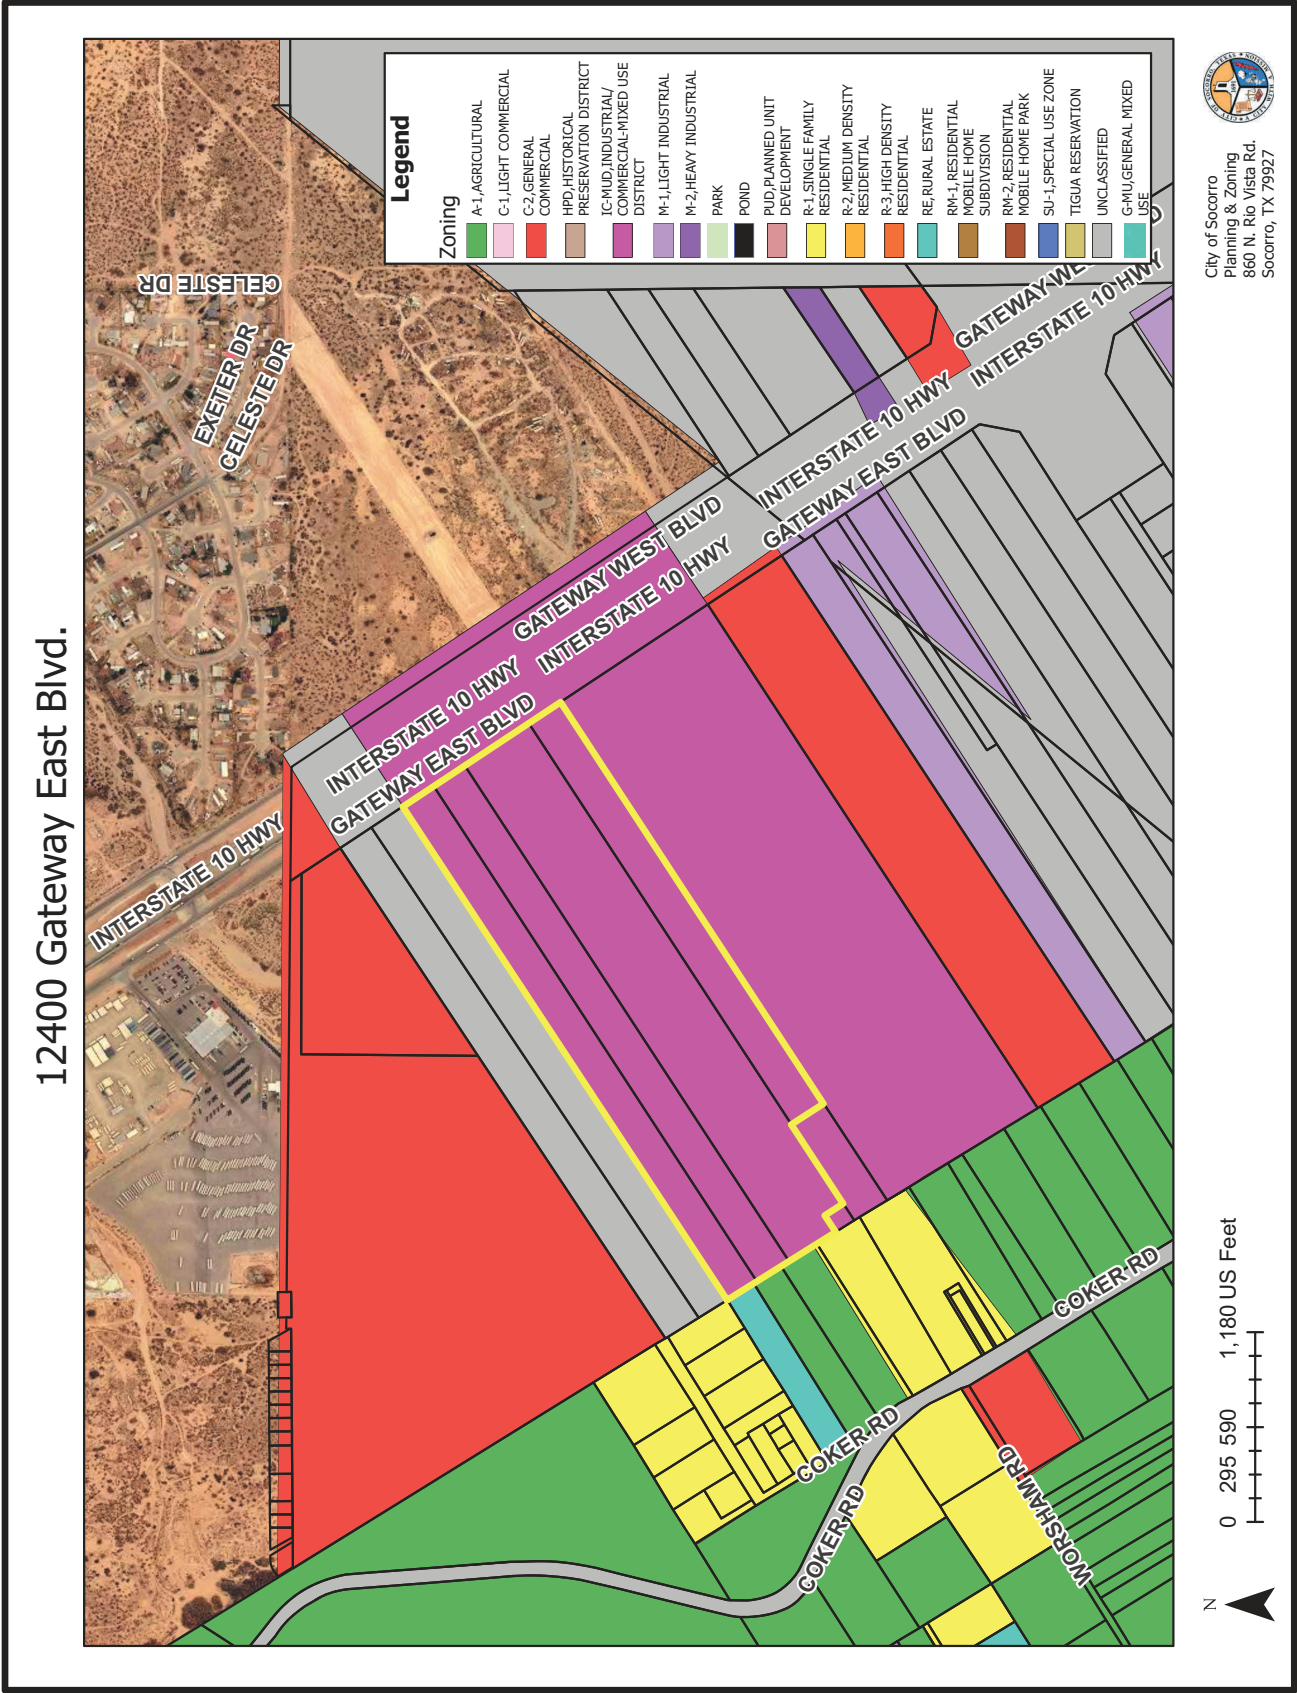 12400 Gateway East Blvd.
INTERSTATE 10 HWY
CELESTE DR
EXETER DR
CELESTE DR
GATEWAY WEST BLVD
INTERSTATE 10 HWY
INTERSTATE 10 HWY
GATEWAY EAST BLVD
INTERSTATE 10 HWY
GATEWAY EAST BLVD
GATEWAY WE
D
INTERSTATE 10 HWY
COKER RD
COKER RD
COKER RD
WORSHAM RD
Legend
Zoning
A-1,AGRICULTURAL
C-1,LIGHT COMMERCIAL
C-2,GENERAL
COMMERCIAL
HPD,HISTORICAL
PRESERVATION DISTRICT
IC-MUD,INDUSTRIAL/
COMMERCIAL-MIXED USE
DISTRICT
M-1,LIGHT INDUSTRIAL
M-2,HEAVY INDUSTRIAL
PARK
POND
PUD,PLANNED UNIT
DEVELOPMENT
R-1,SINGLE FAMILY
RESIDENTIAL
R-2,MEDIUM DENSITY
RESIDENTIAL
R-3,HIGH DENSITY
RESIDENTIAL
RE,RURAL ESTATE
RM-1,RESIDENTIAL
MOBILE HOME
SUBDIVISION
RM-2,RESIDENTIAL
MOBILE HOME PARK
SU-1,SPECIAL USE ZONE
TIGUA RESERVATION
UNCLASSIFIED
G-MU,GENERAL MIXED
USE
N
0 295 590 1,180 US Feet
City of Socorro
Planning & Zoning
860 N. Rio Vista Rd.
Socorro, TX 79927